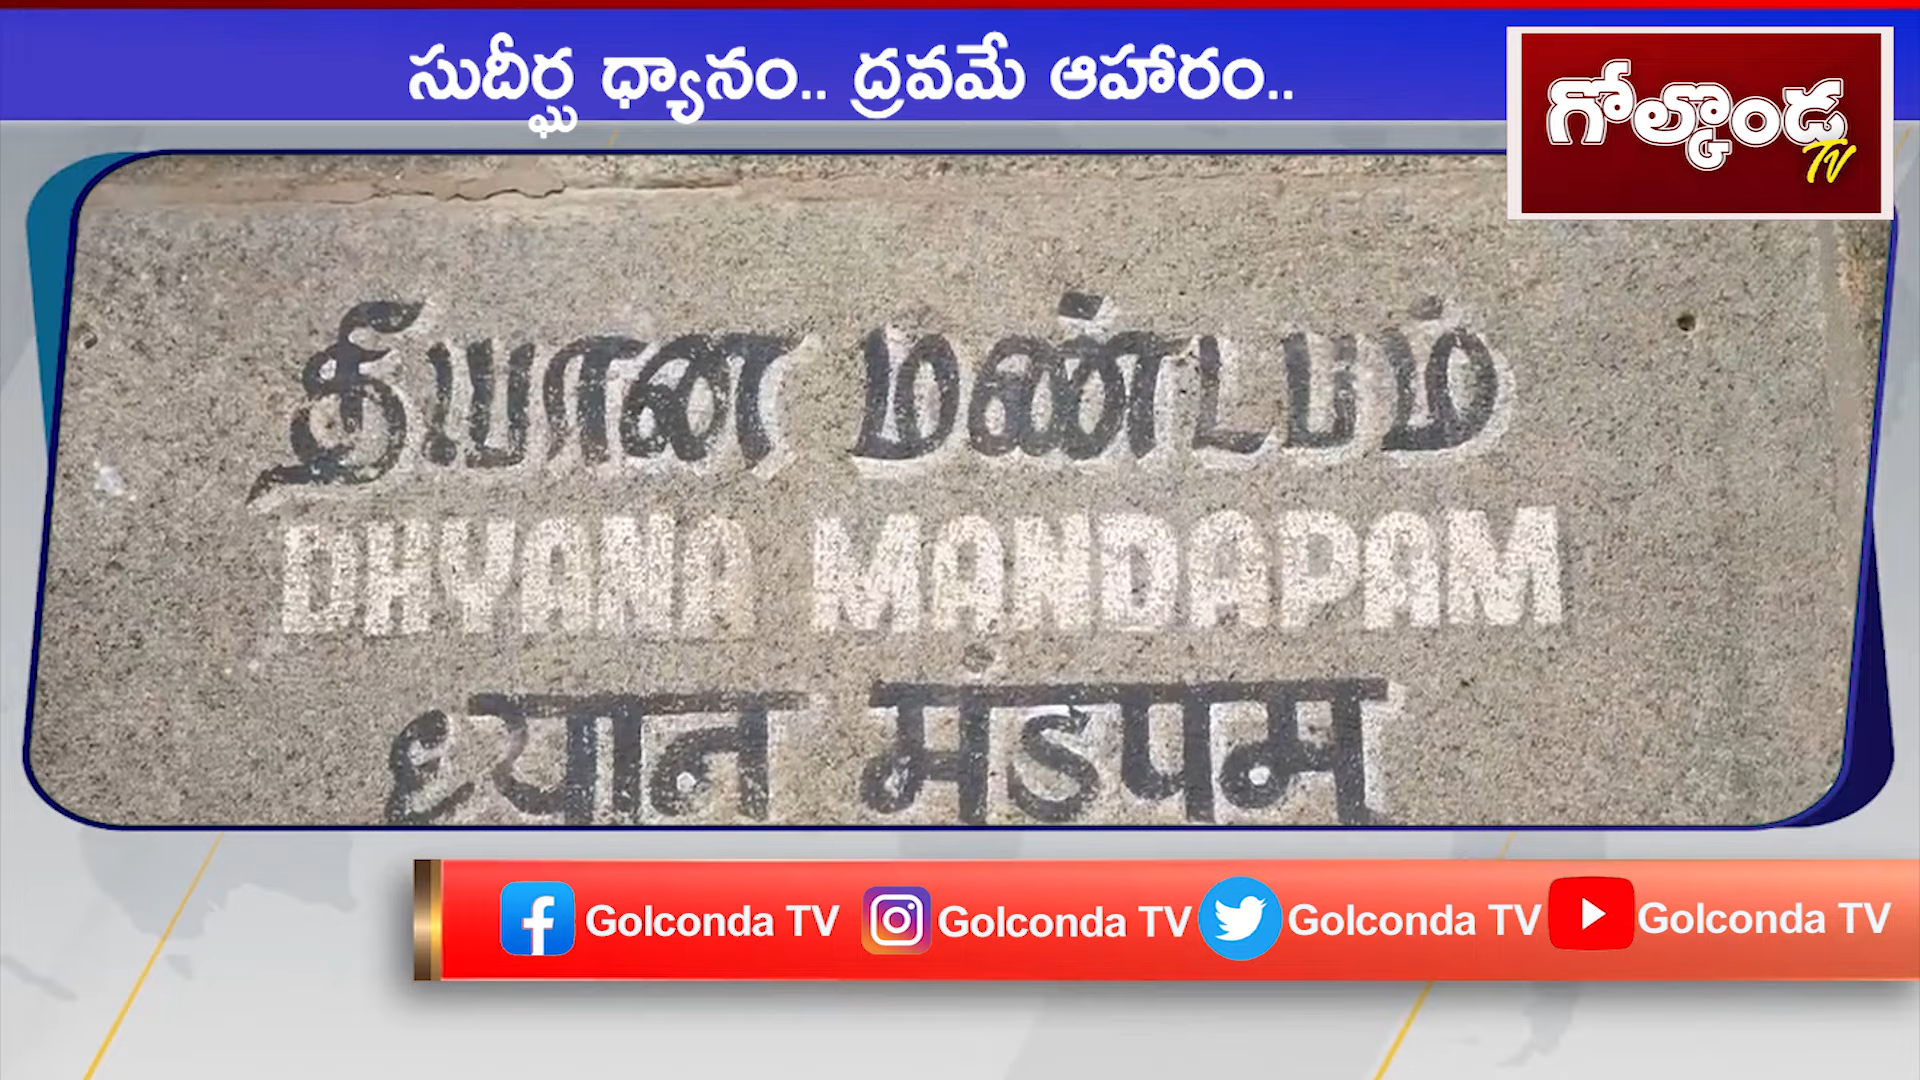 సుదీర్ఘ ధ్యానం.. ద్రవమే ఆహారం..
గోల్కొండ
TV
தியான மண்டபம்
DHYANA MANDAPAM
ध्यान मंडपम
Golconda TV Golconda TV Golconda TV Golconda TV